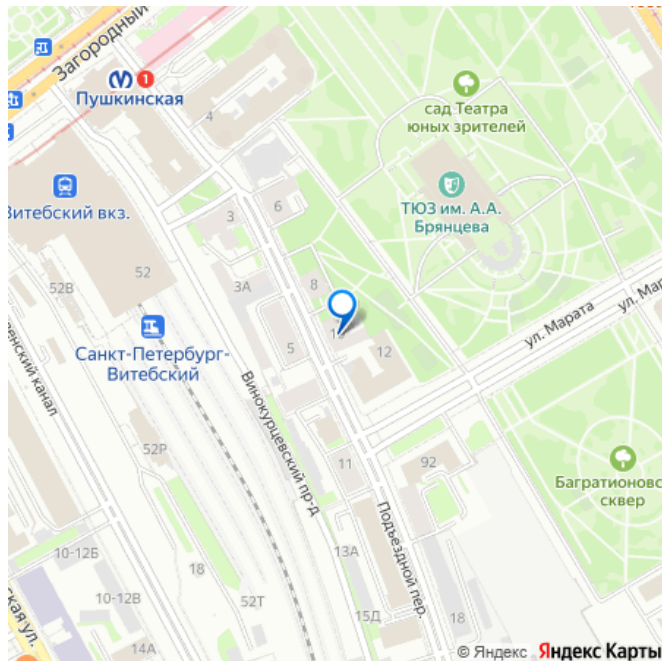 Загородный
1
Пушкинская
4
сад Театра
юных зрителей
ТЮЗ им. А.А.
Брянцева
Витебский вкз.
3
6
52В
52
3А
8
ул. Марата
Санкт-Петербург-
Витебский
5
12
Винокурцевский пр-д
52Р
11
92
Багратионовс
сквер
Подъездной пер.
10-12Б
18
13А
10-12В
52Т
15Д
18
14А
© Яндекс Яндекс Карты